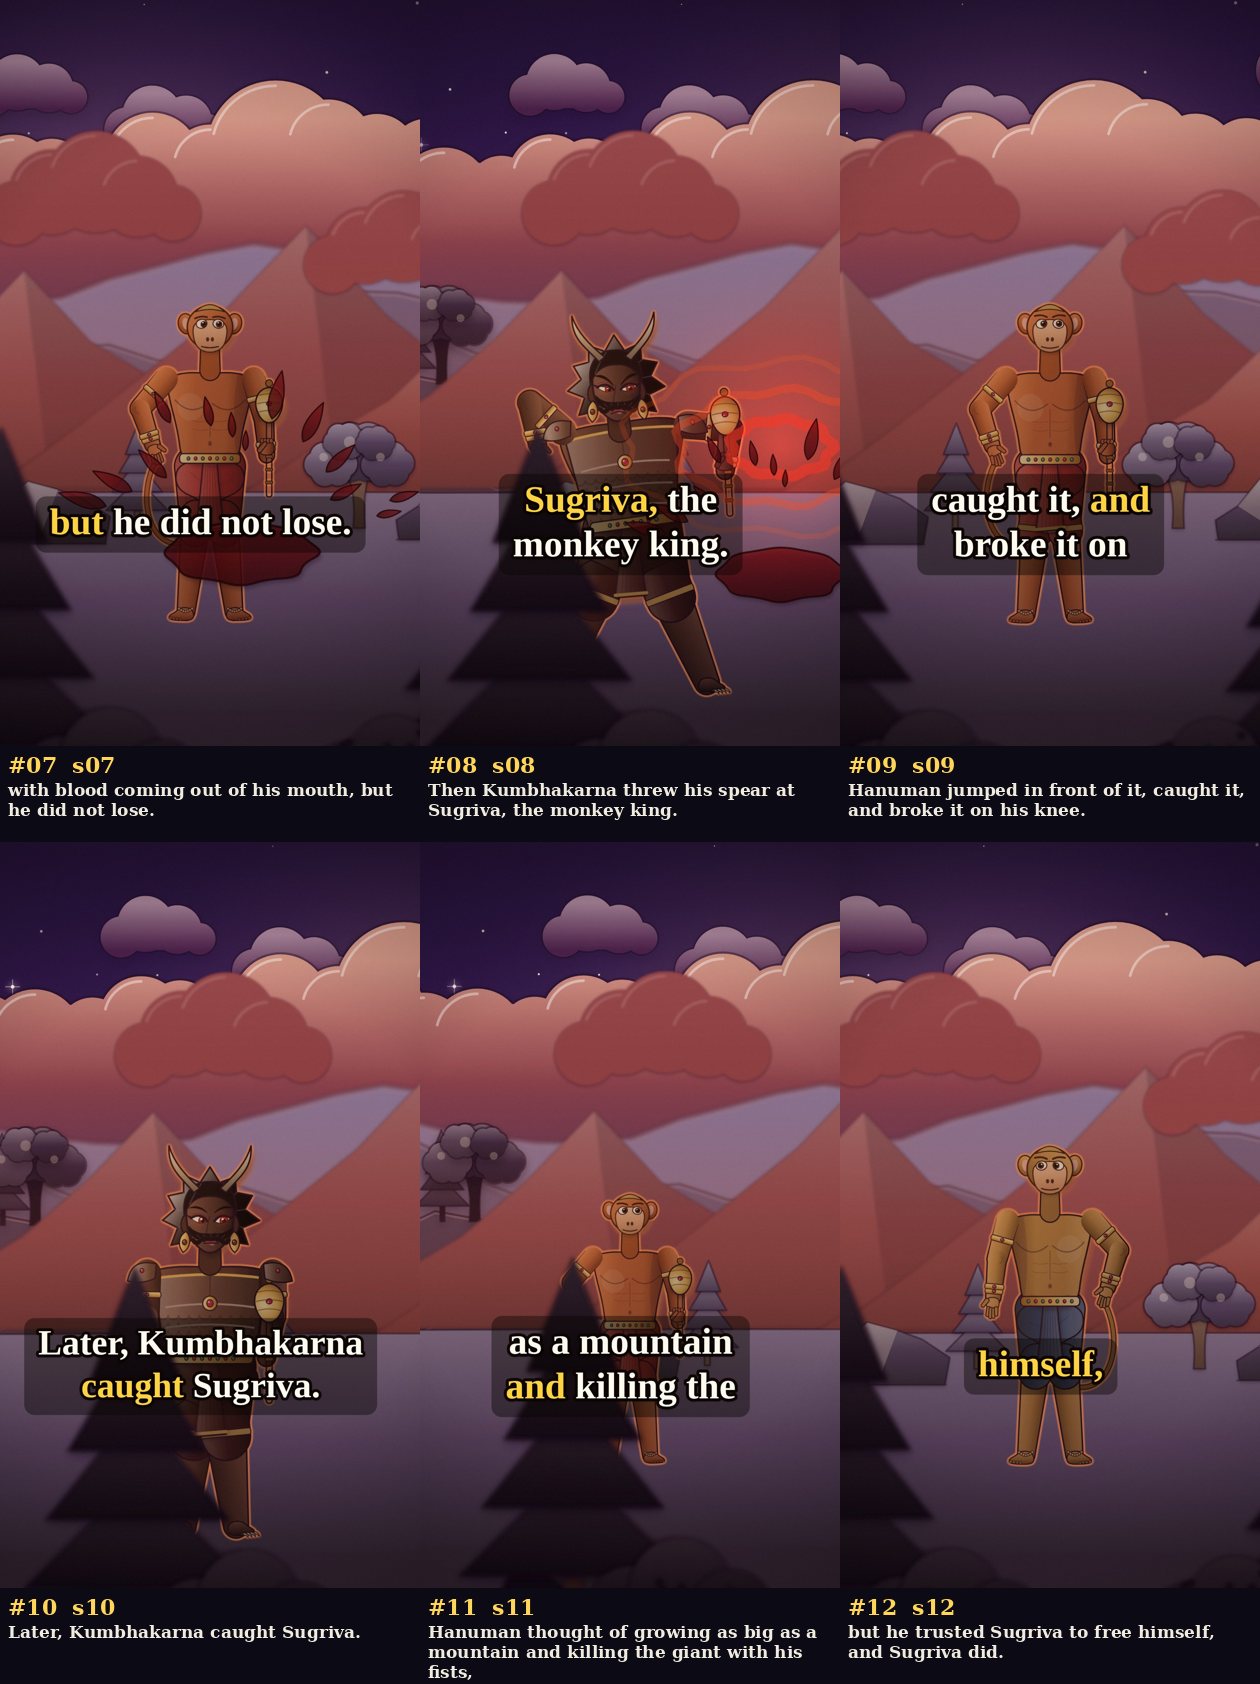 but he did not lose.
Sugriva, the
monkey king.
caught it, and
broke it on
#07 s07
with blood coming out of his mouth, but
he did not lose.
#08 s08
Then Kumbhakarna threw his spear at
Sugriva, the monkey king.
#09 s09
Hanuman jumped in front of it, caught it,
and broke it on his knee.
Later, Kumbhakarna
caught Sugriva.
as a mountain
and killing the
himself,
#10 s10
Later, Kumbhakarna caught Sugriva.
#11 s11
Hanuman thought of growing as big as a
mountain and killing the giant with his
fists,
#12 s12
but he trusted Sugriva to free himself,
and Sugriva did.